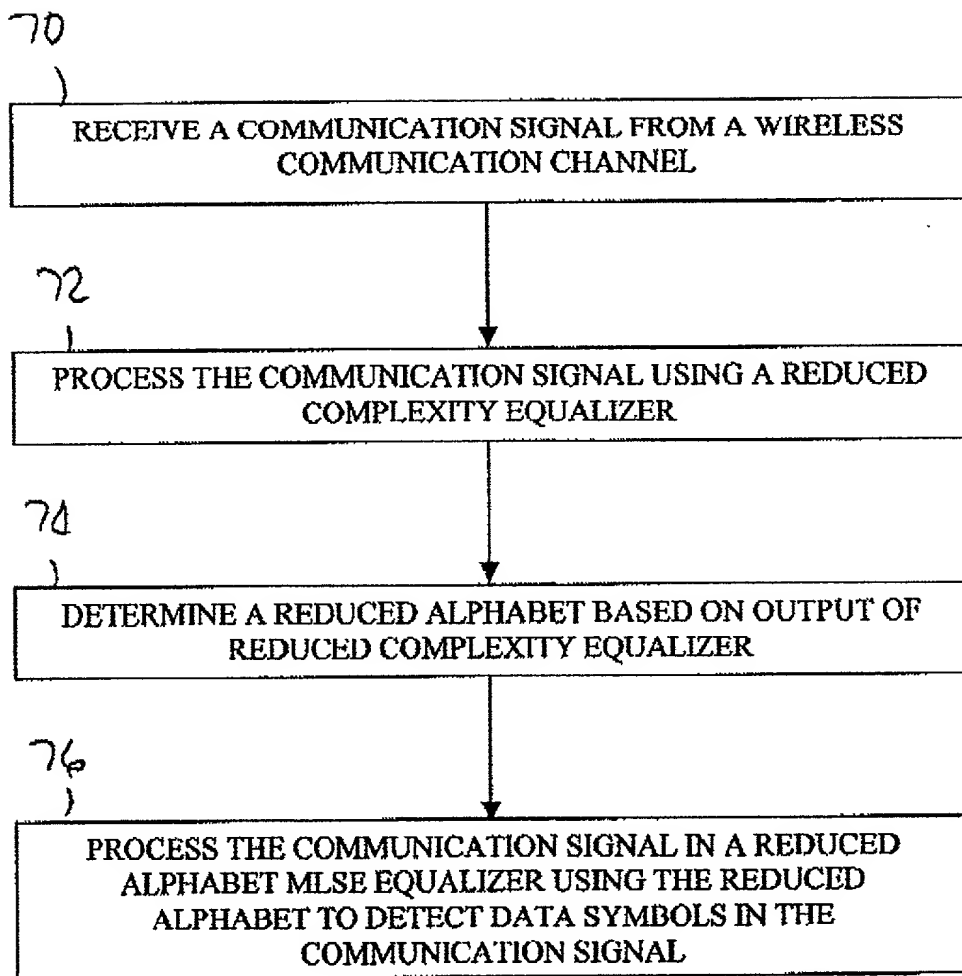 70
RECEIVE A COMMUNICATION SIGNAL FROM A WIRELESS
COMMUNICATION CHANNEL
72
PROCESS THE COMMUNICATION SIGNAL USING A REDUCED
COMPLEXITY EQUALIZER
74
DETERMINE A REDUCED ALPHABET BASED ON OUTPUT OF
REDUCED COMPLEXITY EQUALIZER
76
PROCESS THE COMMUNICATION SIGNAL IN A REDUCED
ALPHABET MLSE EQUALIZER USING THE REDUCED
ALPHABET TO DETECT DATA SYMBOLS IN THE
COMMUNICATION SIGNAL